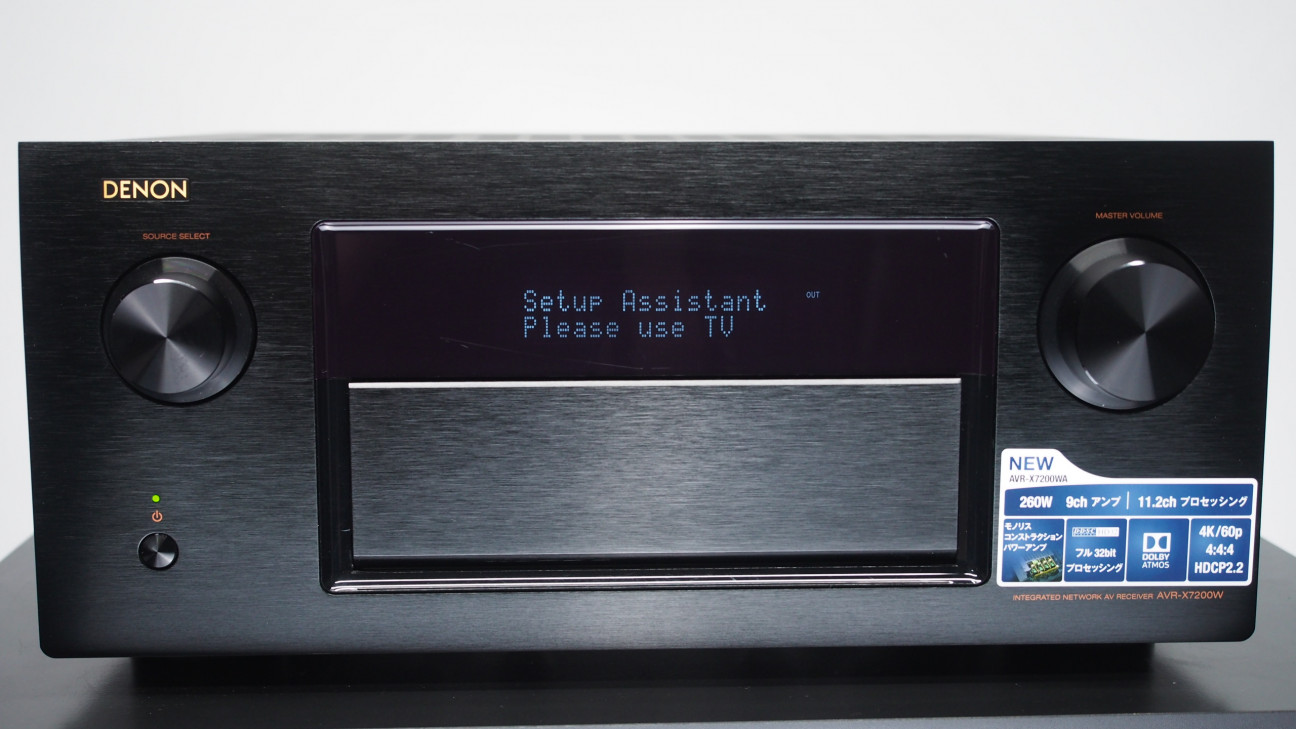 DENON
SOURCE SELECT
MASTER VOLUME
Setup Assistant
OUT
Please use TV
NEW
AVR-X7200WA
260W 9ch アンプ | 11.2ch プロセッシング
モノリス
コンストラクション
パワーアンプ
フル 32bit
プロセッシング
DOLBY
ATMOS
4K/60p
4:4:4
HDCP2.2
INTEGRATED NETWORK AV RECEIVER AVR-X7200W